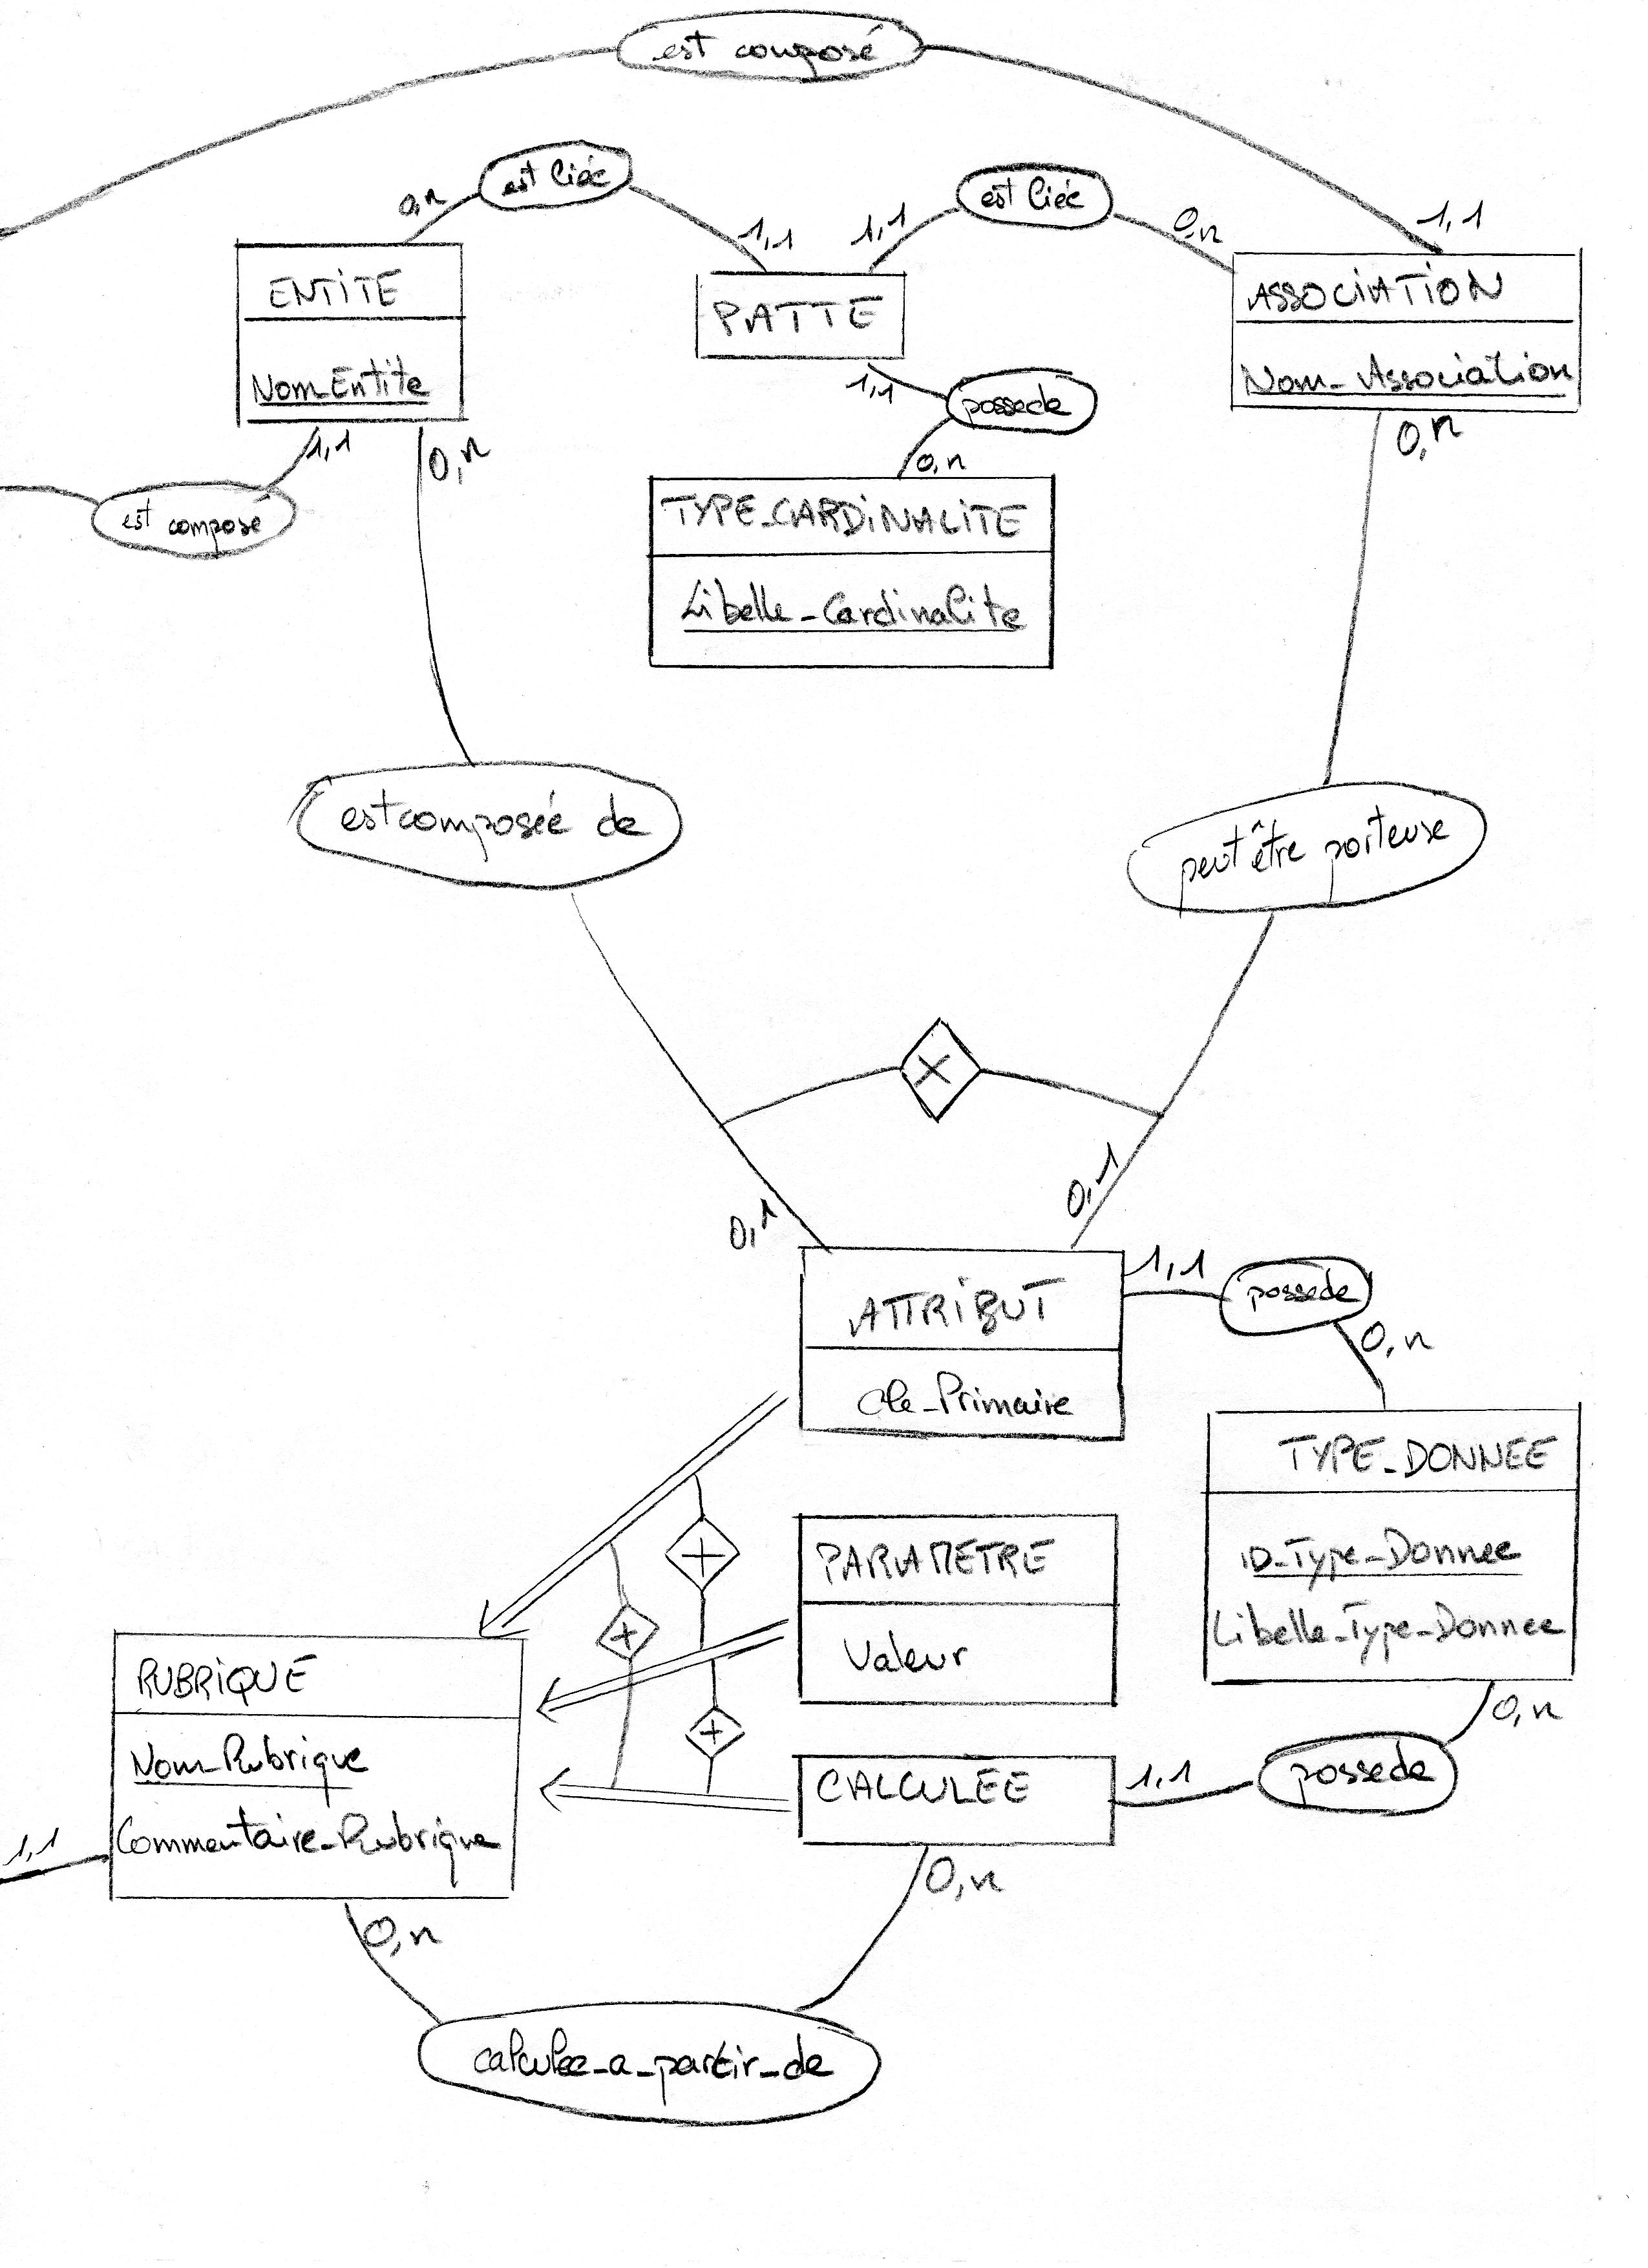 est composé
est liée
est liée
0,n
1,1
1,1
0,n
1,1
ENTITE
PATTE
ASSOCIATION
Nom_Entite
Nom_Association
1,1
possede
1,1
0,n
0,n
0,n
est composé
TYPE_CARDINALITE
Libelle_Cardinalite
est composée de
peut être porteuse
X
0,1
0,1
ATTRIBUT
1,1
possede
0,n
Cle_Primaire
TYPE_DONNEE
+
PARAMETRE
ID_Type_Donnee
+
Libelle_Type_Donnee
RUBRIQUE
Valeur
0,n
+
Nom_Rubrique
CALCULEE
1,1
possede
Commentaire_Rubrique
1,1
0,n
0,n
calculee_a_partir_de